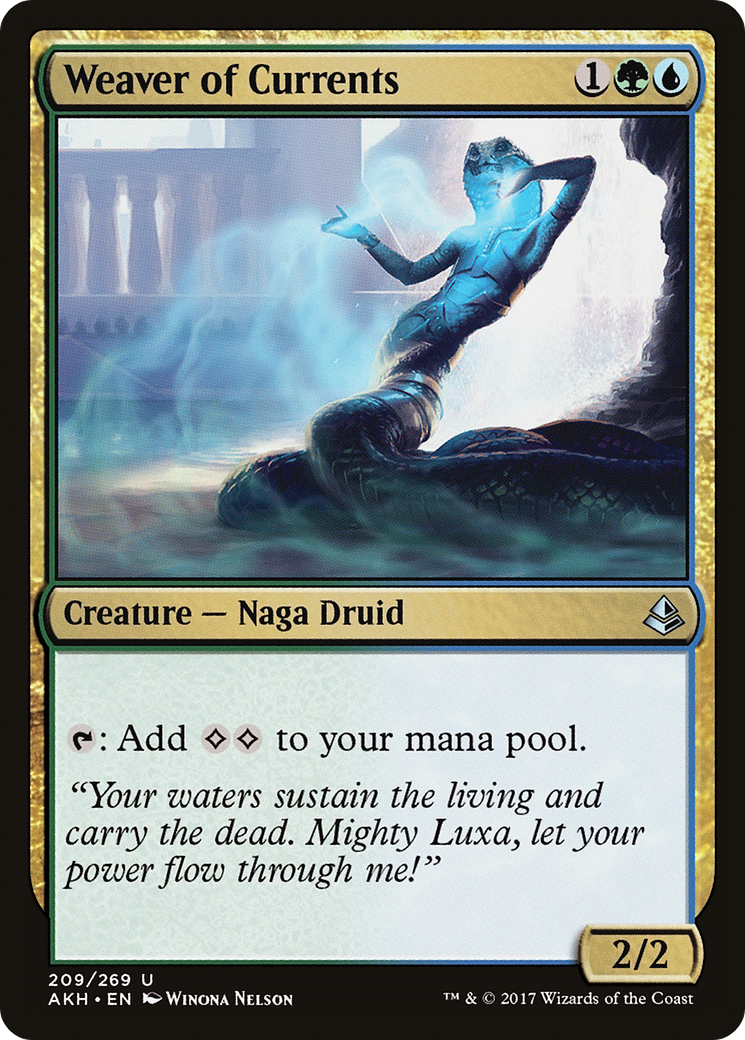 Weaver of Currents 1
Creature — Naga Druid
: Add to your mana pool.
“Your waters sustain the living and
carry the dead. Mighty Luxa, let your
power flow through me!”
2/2
209/269 U
AKH • EN Winona Nelson
™ & © 2017 Wizards of the Coast